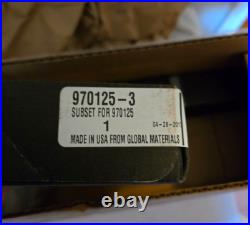 970125-3
SUBSET FOR 970125
1
MADE IN USA FROM GLOBAL MATERIALS